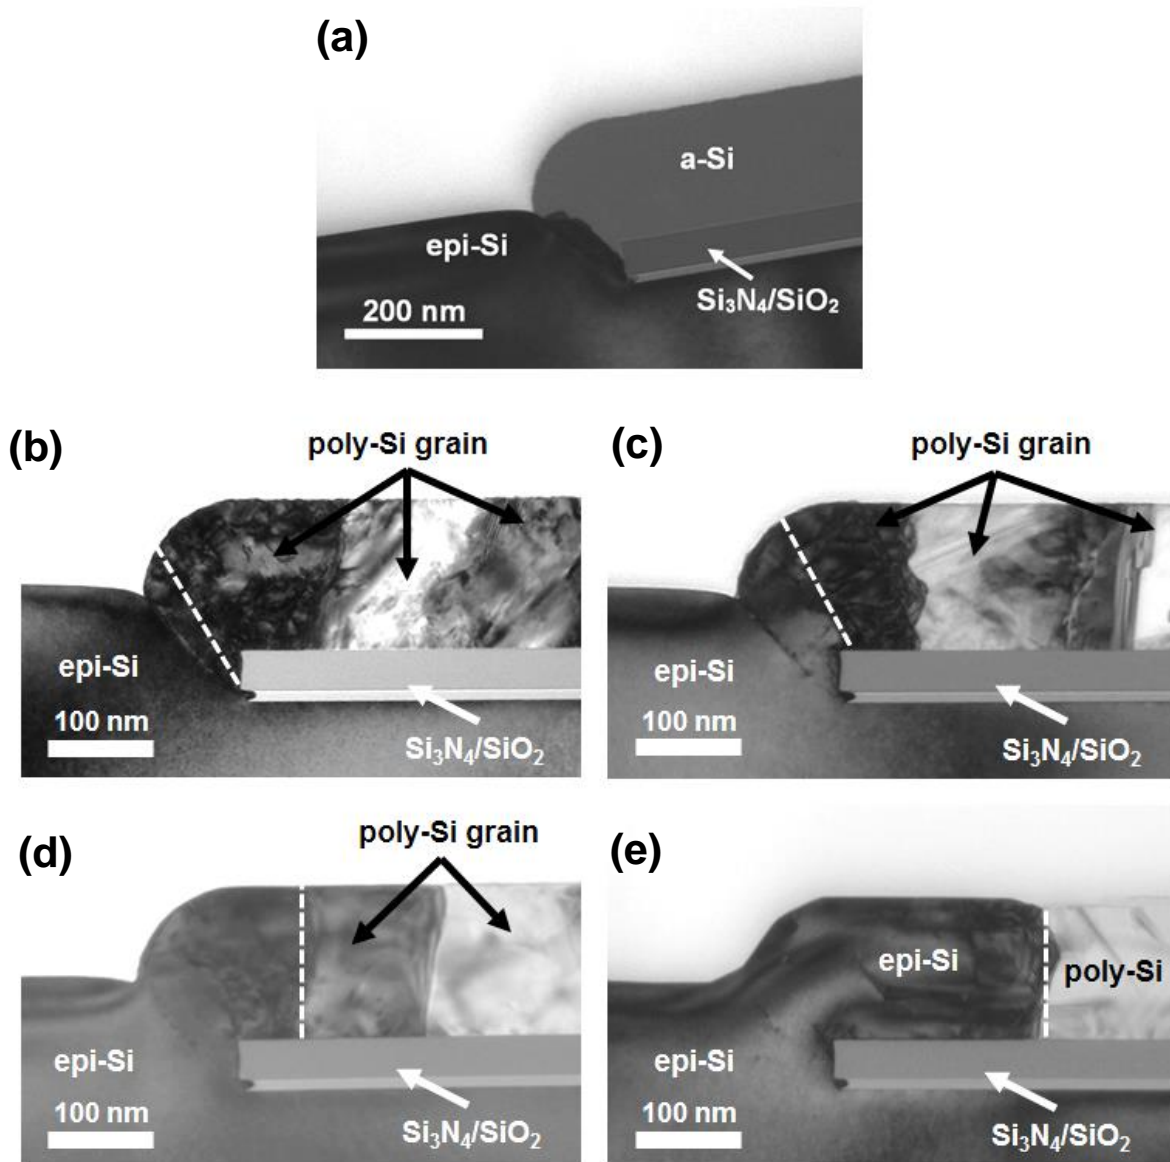 (a)
a-Si
epi-Si
Si₃N₄/SiO₂
200 nm
(b)
poly-Si grain
epi-Si
100 nm
Si₃N₄/SiO₂
(c)
poly-Si grain
epi-Si
100 nm
Si₃N₄/SiO₂
(d)
poly-Si grain
epi-Si
100 nm
Si₃N₄/SiO₂
(e)
epi-Si
poly-Si
epi-Si
100 nm
Si₃N₄/SiO₂